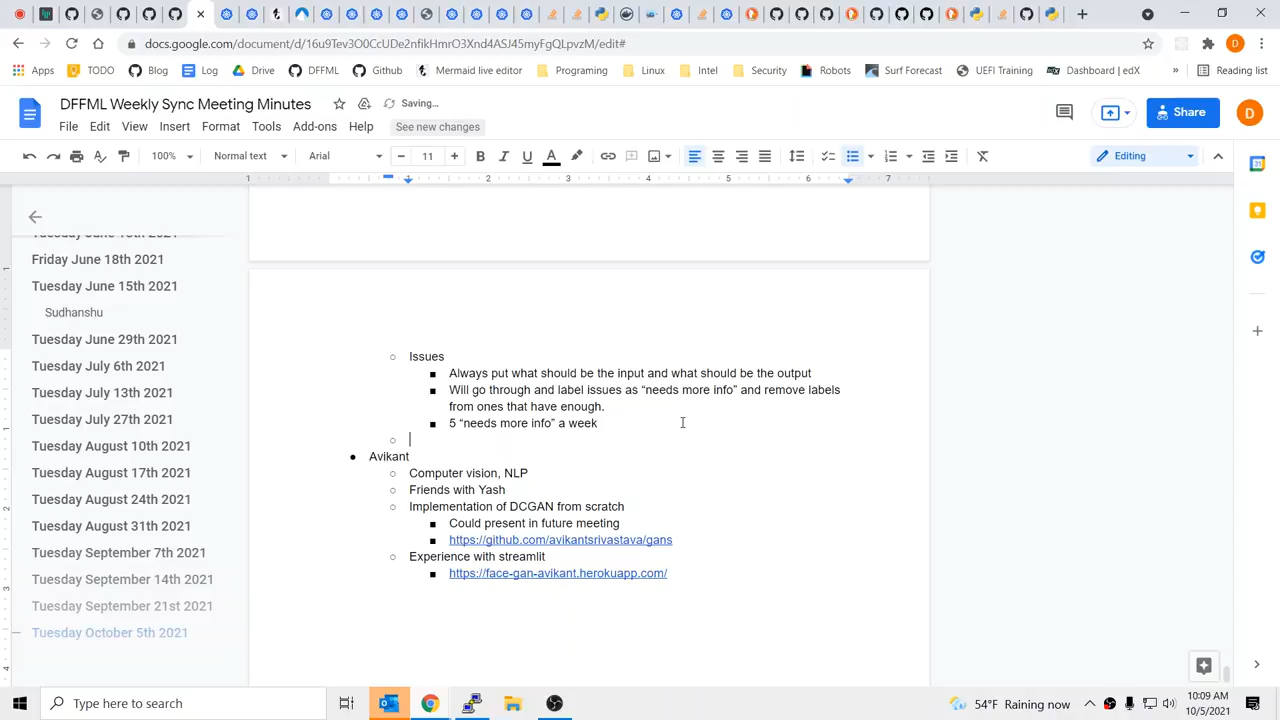 docs.google.com/document/d/16u9Tev3O0CcUDe2nfikHmrO3Xnd4ASI45myFgQLpvzM/edit#
D
Apps TODO Blog Log Drive DFFML Github Mermaid live editor Programing Linux Intel Security Robots Surf Forecast UEFI Training Dashboard | edX » Reading list
DFFML Weekly Sync Meeting Minutes Saving…
File Edit View Insert Format Tools Add-ons Help See new changes
Share
D
100% Normal text Arial 11 Editing
1 1 2 3 4 5 6 7
Friday June 18th 2021
Tuesday June 15th 2021
Sudhanshu
Tuesday June 29th 2021
Tuesday July 6th 2021
Tuesday July 13th 2021
Tuesday July 27th 2021
Tuesday August 10th 2021
Tuesday August 17th 2021
Tuesday August 24th 2021
Tuesday August 31th 2021
Tuesday September 7th 2021
Tuesday September 14th 2021
Tuesday September 21st 2021
Tuesday October 5th 2021
Issues
Always put what should be the input and what should be the output
Will go through and label issues as “needs more info” and remove labels
from ones that have enough.
5 “needs more info” a week
Avikant
Computer vision, NLP
Friends with Yash
Implementation of DCGAN from scratch
Could present in future meeting
https://github.com/avikantsrivastava/gans
Experience with streamlit
https://face-gan-avikant.herokuapp.com/
Type here to search
54°F Raining now
10:09 AM
10/5/2021